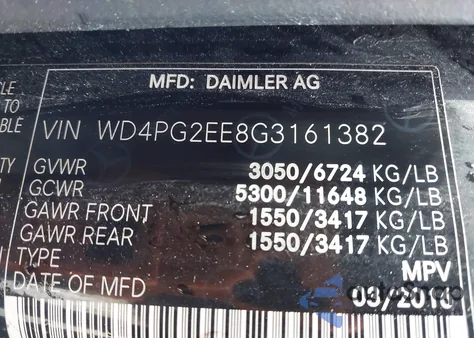 MFD: DAIMLER AG
VIN WD4PG2EE8G3161382
GVWR 3050/6724 KG/LB
GCWR 5300/11648 KG/LB
GAWR FRONT 1550/3417 KG/LB
GAWR REAR 1550/3417 KG/LB
TYPE MPV
DATE OF MFD